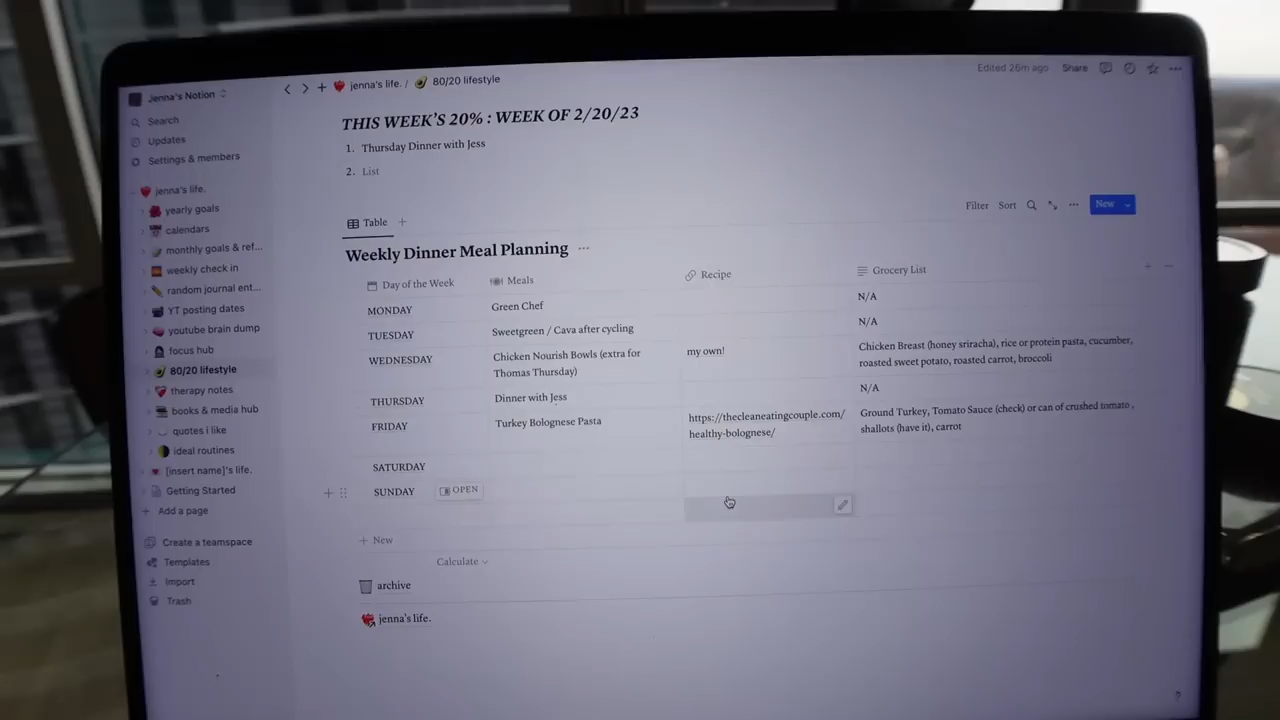 Jenna's Notion
Search
Updates
Settings & members
jenna's life.
yearly goals
calendars
monthly goals & ref...
weekly check in
random journal ent...
YT posting dates
youtube brain dump
focus hub
80/20 lifestyle
therapy notes
books & media hub
quotes i like
ideal routines
[insert name]'s life.
Getting Started
Add a page
Create a teamspace
Templates
Import
Trash
jenna's life. / 80/20 lifestyle
Edited 26m ago Share
THIS WEEK'S 20% : WEEK OF 2/20/23
1. Thursday Dinner with Jess
2. List
Table
Filter Sort New
Weekly Dinner Meal Planning
Day of the Week Meals Recipe Grocery List
MONDAY Green Chef N/A
TUESDAY Sweetgreen / Cava after cycling N/A
WEDNESDAY Chicken Nourish Bowls (extra for my own! Chicken Breast (honey sriracha), rice or protein pasta, cucumber,
Thomas Thursday) roasted sweet potato, roasted carrot, broccoli
THURSDAY Dinner with Jess N/A
FRIDAY Turkey Bolognese Pasta https://thecleaneatingcouple.com/ Ground Turkey, Tomato Sauce (check) or can of crushed tomato ,
healthy-bolognese/ shallots (have it), carrot
SATURDAY
SUNDAY OPEN
+ New
Calculate
archive
jenna's life.
?